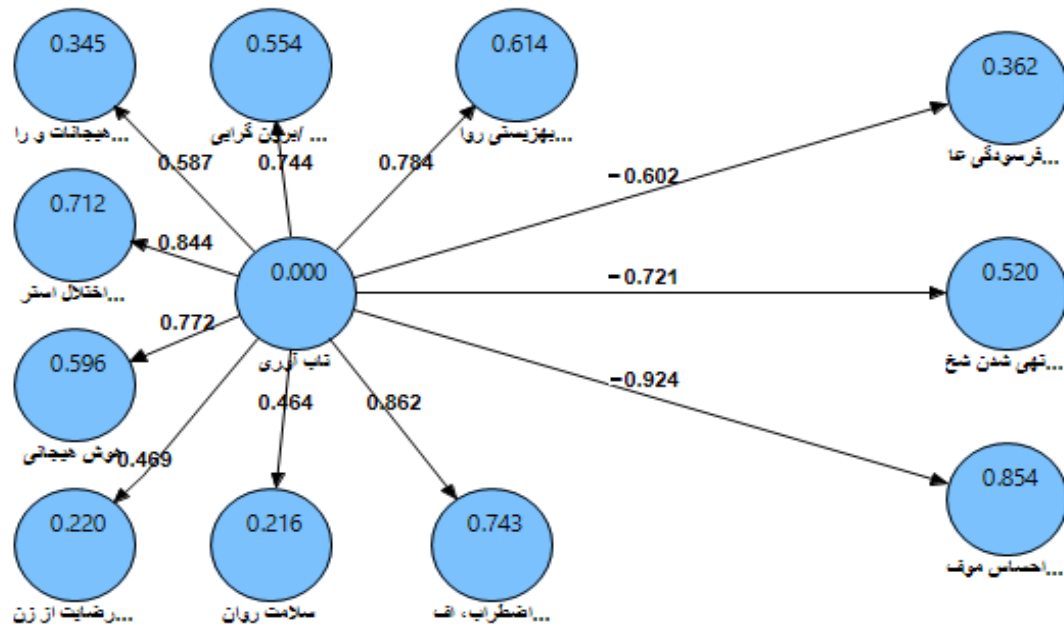 0.345
0.554
0.614
0.362
هیجانات و را...
برون گرایی/ ...
بهزیستی روا...
فرسودگی عا...
0.587
0.744
0.784
−0.602
0.712
0.844
اختلال استر...
0.000
تاب آوری
−0.721
0.520
تهی شدن شخ...
0.772
0.596
هوش هیجانی
0.469
0.464
0.862
−0.924
0.220
0.216
0.743
0.854
رضایت از زن...
سلامت روان
اضطراب، اف...
احساس موف...